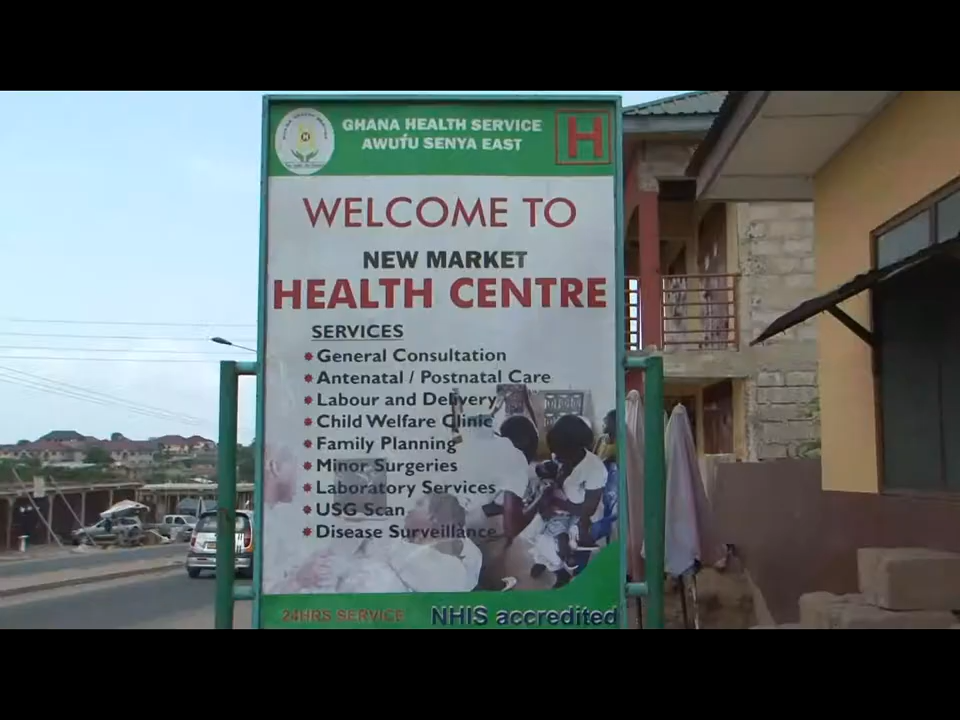 GHANA HEALTH SERVICE
AWUTU SENYA EAST
H
WELCOME TO
NEW MARKET
HEALTH CENTRE
SERVICES
General Consultation
Antenatal / Postnatal Care
Labour and Delivery
Child Welfare Clinic
Family Planning
Minor Surgeries
Laboratory Services
USG Scan
Disease Surveillance
24HRS SERVICE
NHIS accredited